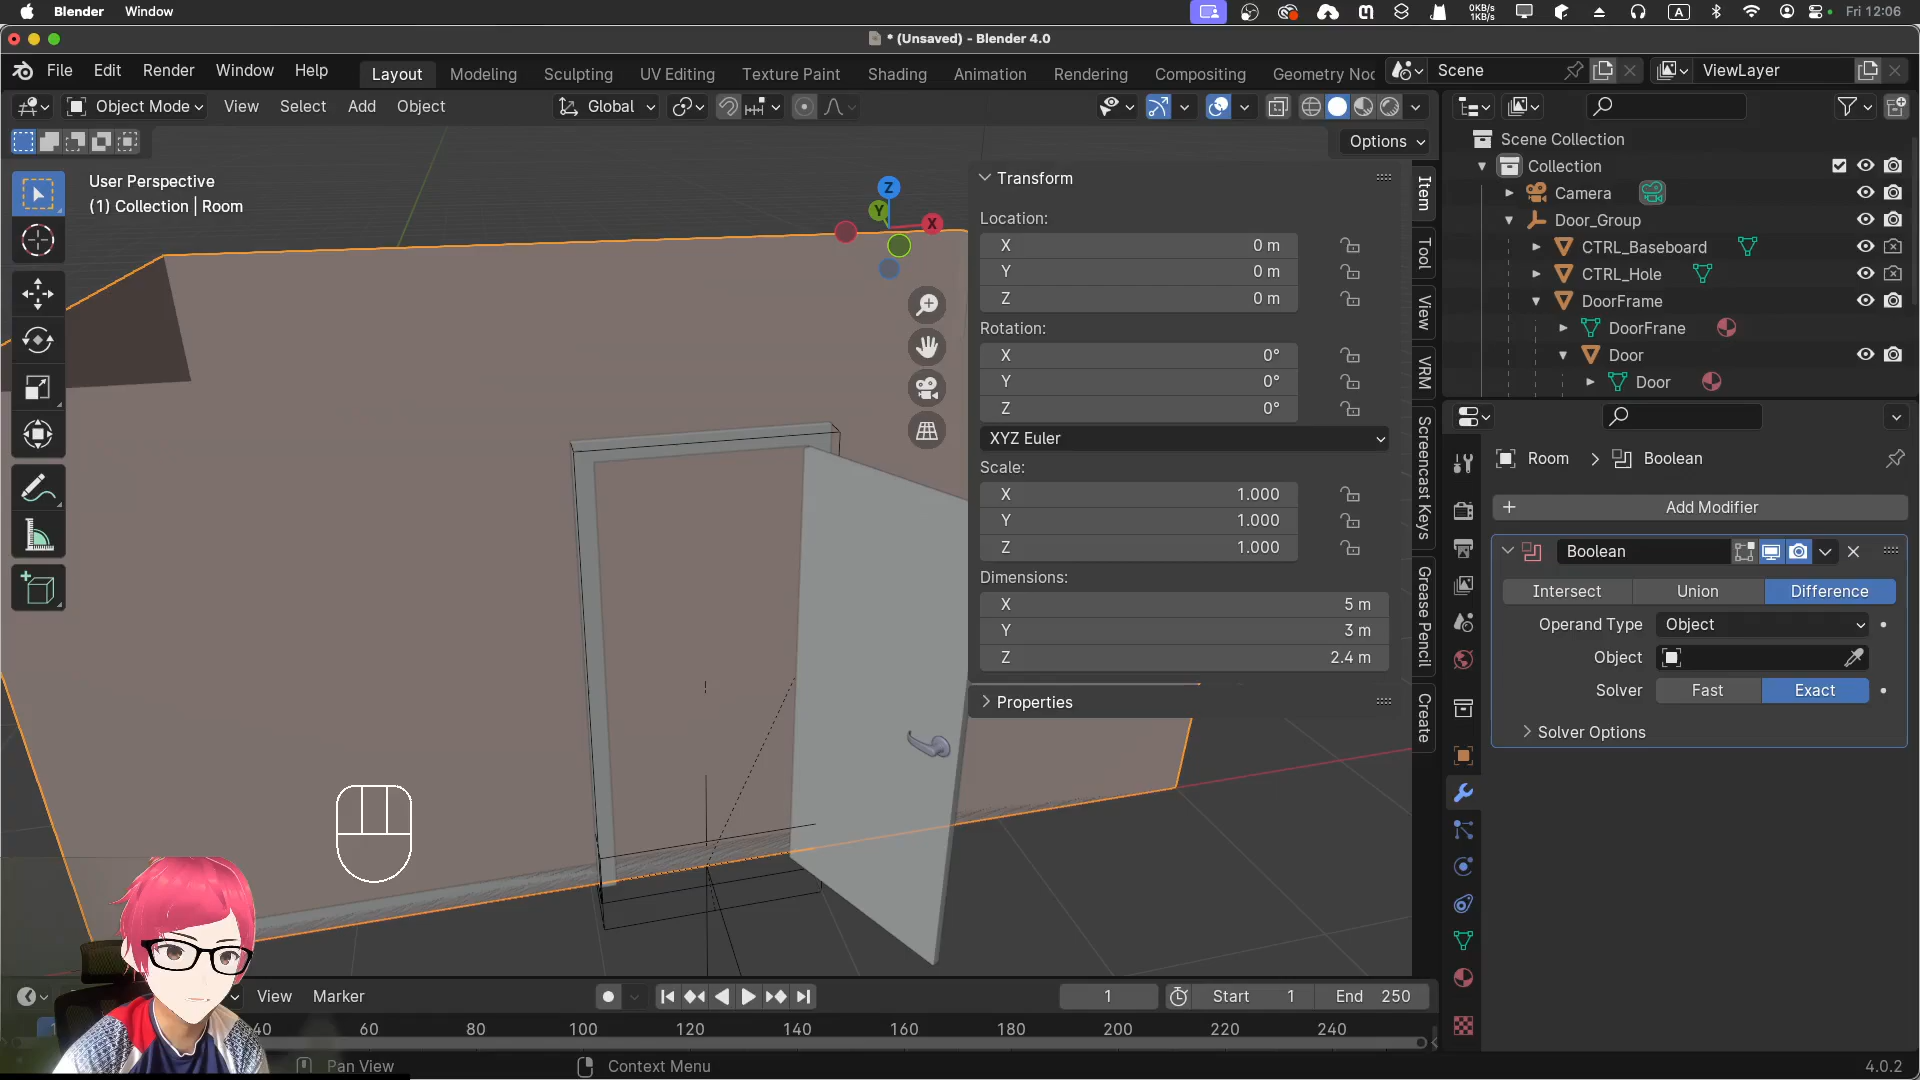 Blender Window
0KB/s
1KB/s
A
Fri 12:06
* (Unsaved) - Blender 4.0
File Edit Render Window Help
Layout Modeling Sculpting UV Editing Texture Paint Shading Animation Rendering Compositing Geometry Noc
Scene
ViewLayer
Object Mode View Select Add Object
Global
Options
User Perspective
(1) Collection | Room
Z
Y
X
Transform
Location:
X 0 m
Y 0 m
Z 0 m
Rotation:
X 0°
Y 0°
Z 0°
XYZ Euler
Scale:
X 1.000
Y 1.000
Z 1.000
Dimensions:
X 5 m
Y 3 m
Z 2.4 m
Properties
Item
Tool
View
VRM
Screencast Keys
Grease Pencil
Create
Scene Collection
Collection
Camera
Door_Group
CTRL_Baseboard
CTRL_Hole
DoorFrame
DoorFrane
Door
Door
Room > Boolean
+ Add Modifier
Boolean
Intersect Union Difference
Operand Type Object
Object
Solver Fast Exact
Solver Options
View Marker
1
Start 1
End 250
40 60 80 100 120 140 160 180 200 220 240
Pan View
Context Menu
4.0.2